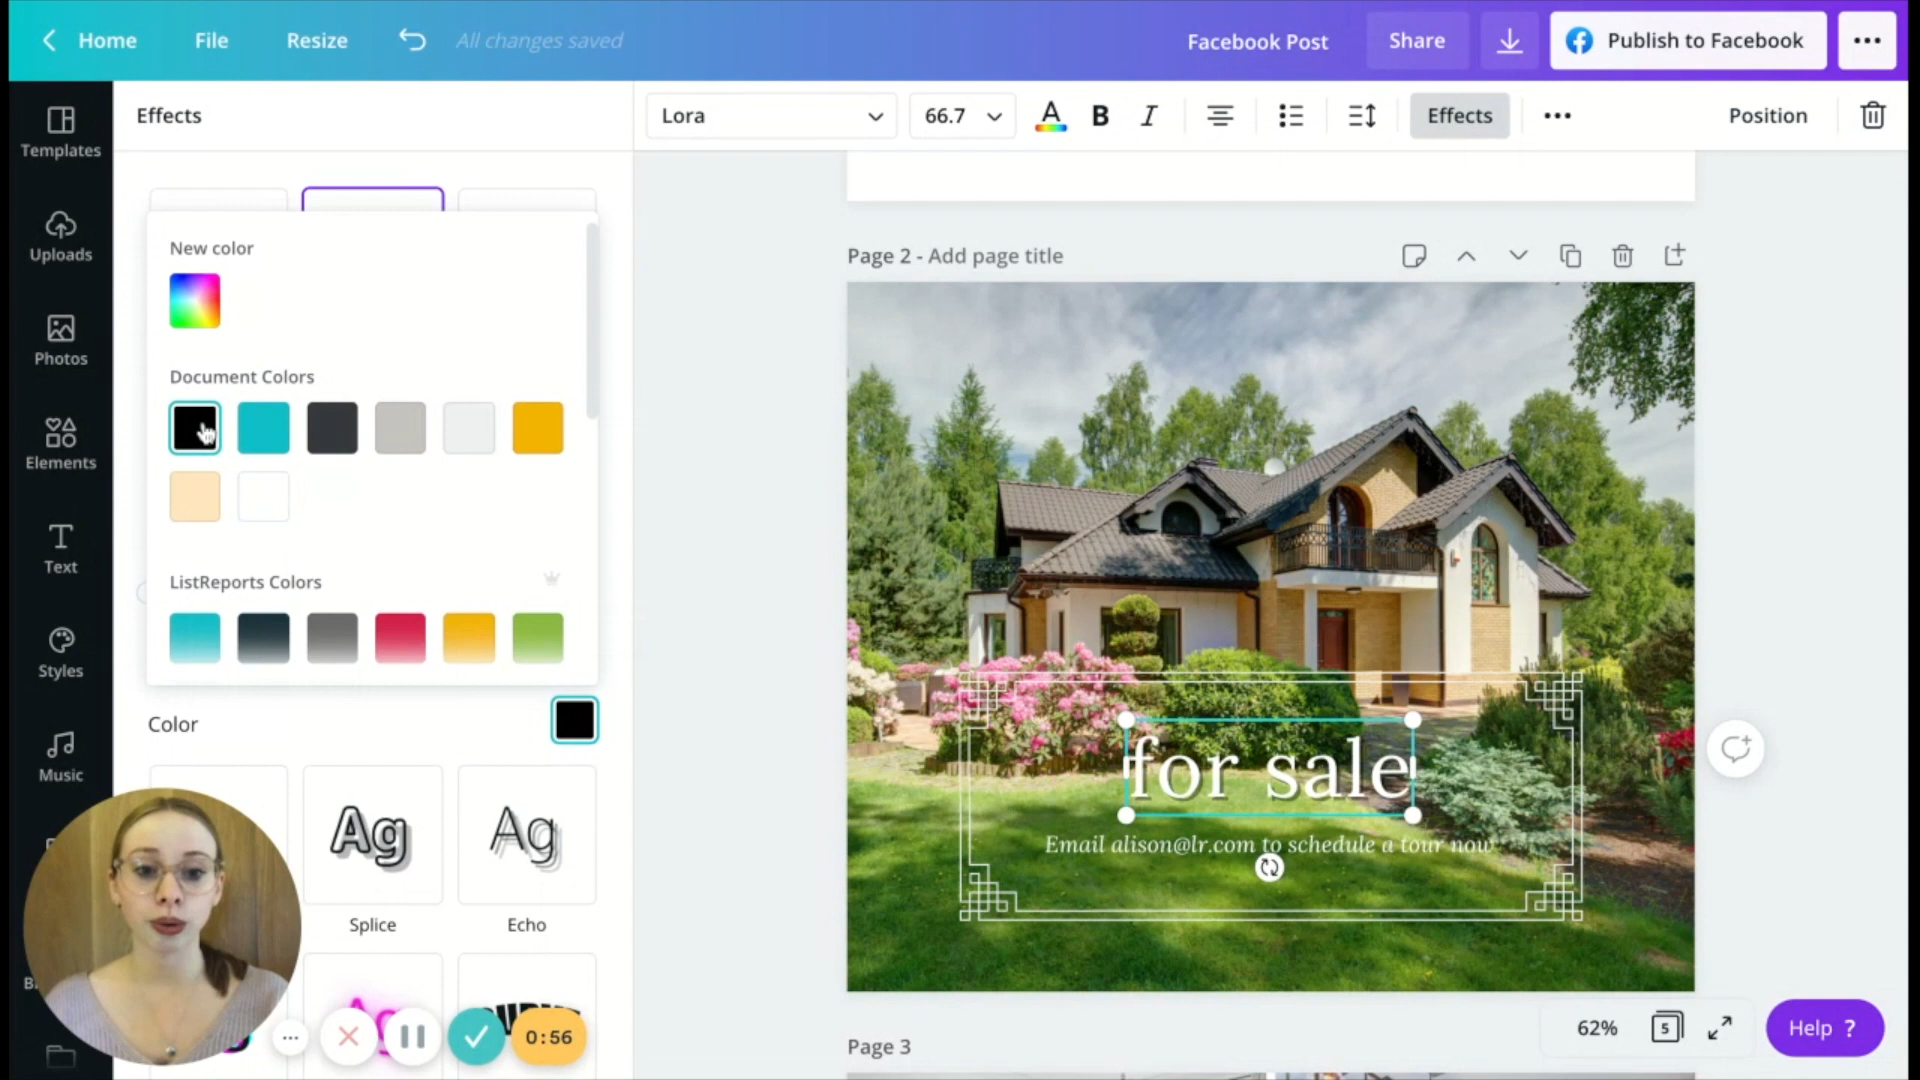 Home File Resize All changes saved Facebook Post Share Publish to Facebook
Effects Lora 66.7 A B I Effects Position
Templates
Uploads
Photos
Elements
Text
Styles
Music
New color
Document Colors
ListReports Colors
Color
Ag Ag
Splice Echo
0:56
Page 2 - Add page title
for sale
Email alison@lr.com to schedule a tour now
Page 3
62% 5 Help ?